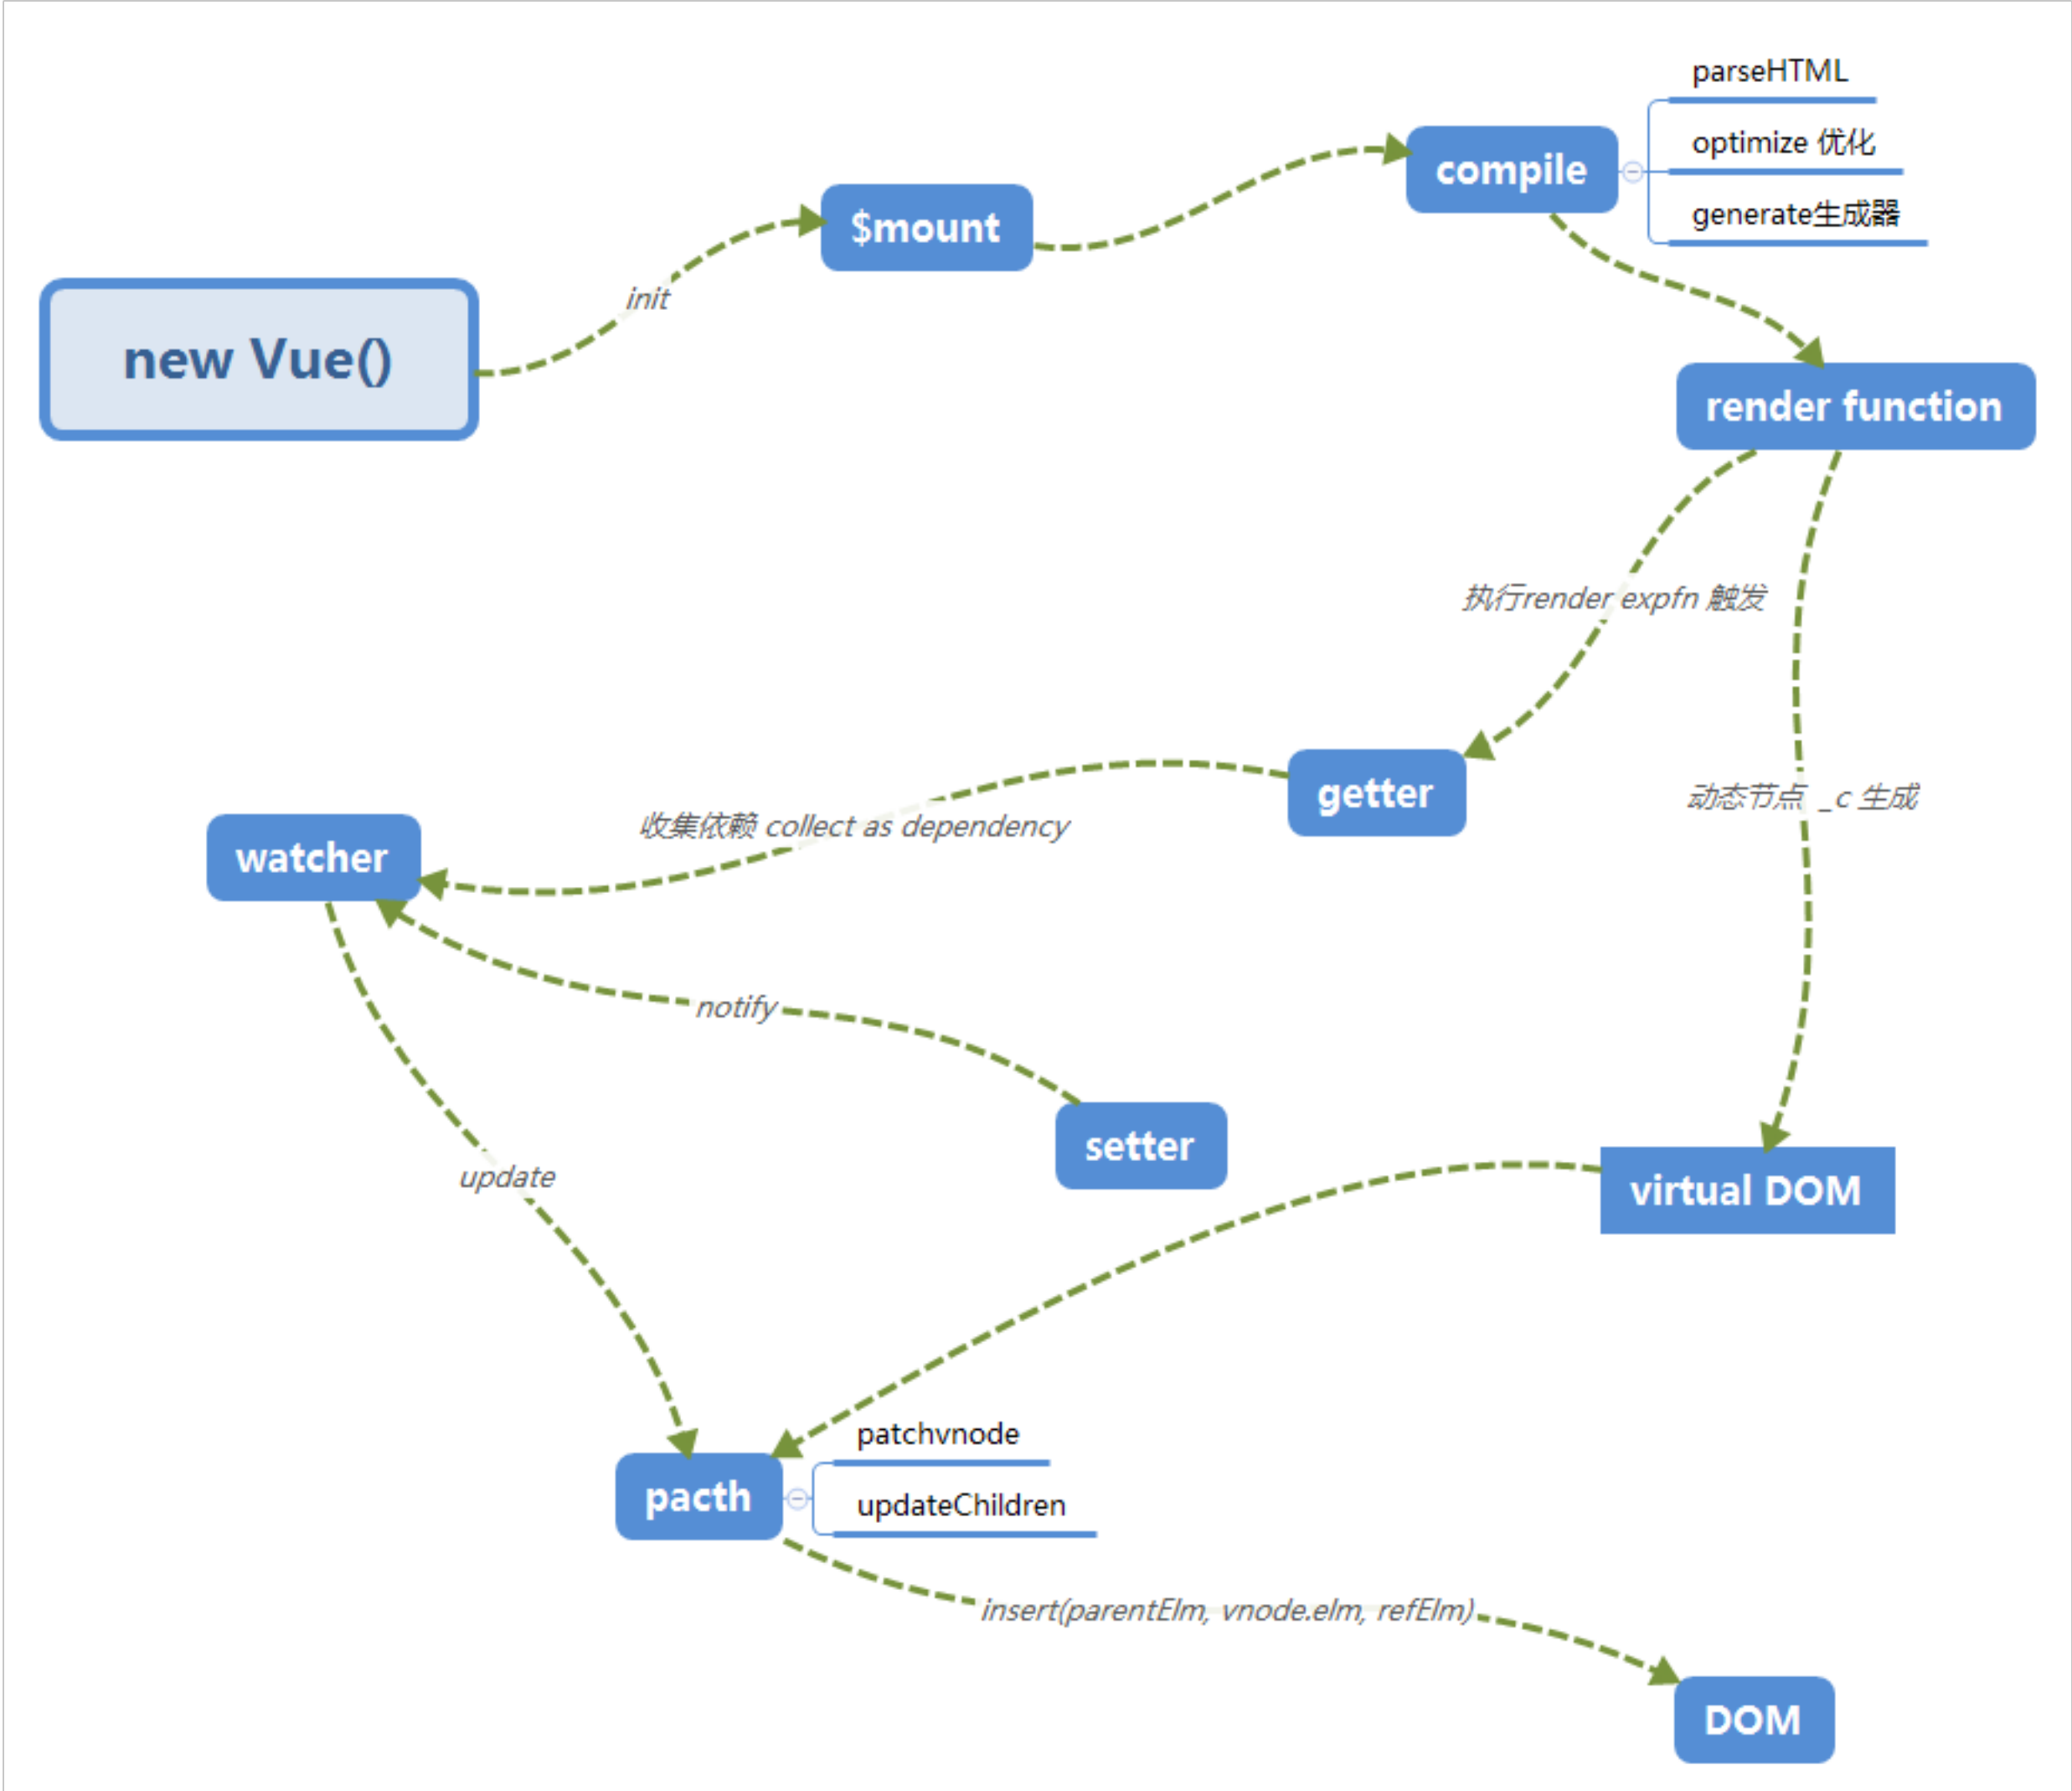 parseHTML
optimize 优化
generate生成器
compile
$mount
init
new Vue()
render function
执行render expfn 触发
getter
动态节点 _c 生成
收集依赖 collect as dependency
watcher
notify
setter
update
virtual DOM
patchvnode
pacth
updateChildren
insert(parentElm, vnode.elm, refElm)
DOM